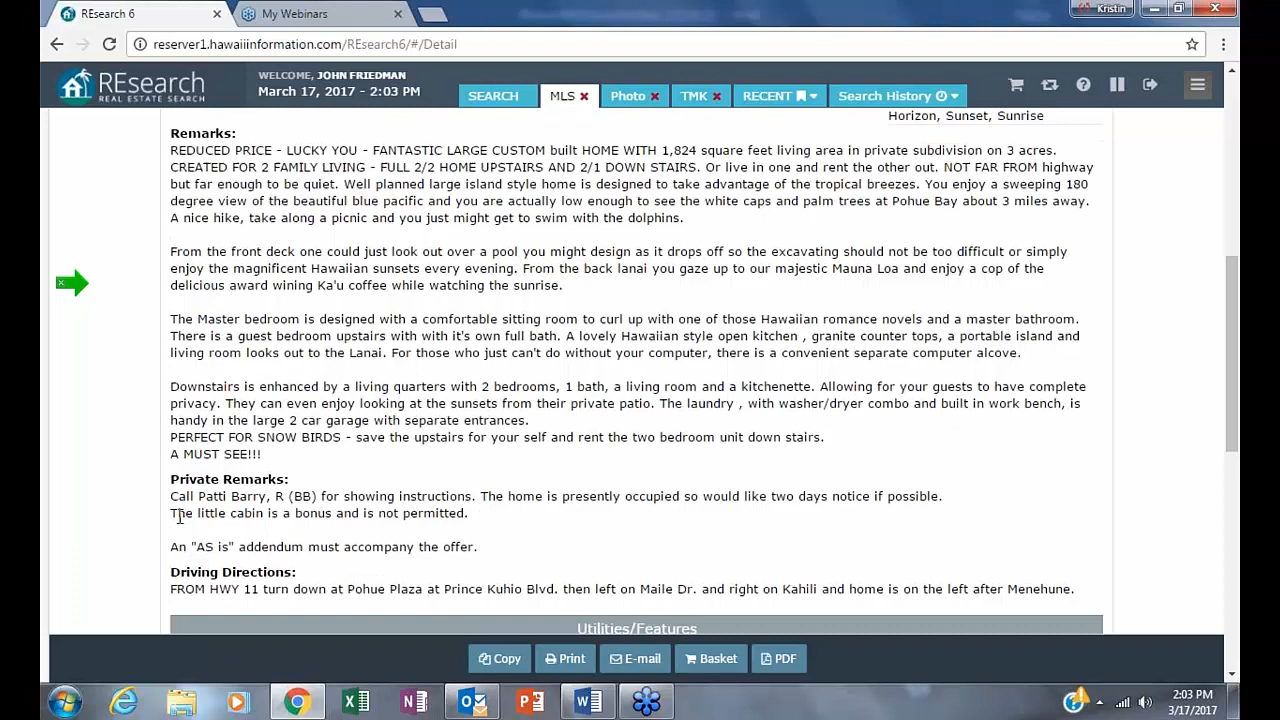 REsearch 6
My Webinars
Kristin
reserver1.hawaiiinformation.com/REsearch6/#/Detail
REsearch
REAL ESTATE SEARCH
WELCOME, JOHN FRIEDMAN
March 17, 2017 - 2:03 PM
SEARCH
MLS
Photo
TMK
RECENT
Search History
Horizon, Sunset, Sunrise
Remarks:
REDUCED PRICE - LUCKY YOU - FANTASTIC LARGE CUSTOM built HOME WITH 1,824 square feet living area in private subdivision on 3 acres.
CREATED FOR 2 FAMILY LIVING - FULL 2/2 HOME UPSTAIRS AND 2/1 DOWN STAIRS. Or live in one and rent the other out. NOT FAR FROM highway
but far enough to be quiet. Well planned large island style home is designed to take advantage of the tropical breezes. You enjoy a sweeping 180
degree view of the beautiful blue pacific and you are actually low enough to see the white caps and palm trees at Pohue Bay about 3 miles away.
A nice hike, take along a picnic and you just might get to swim with the dolphins.
From the front deck one could just look out over a pool you might design as it drops off so the excavating should not be too difficult or simply
enjoy the magnificent Hawaiian sunsets every evening. From the back lanai you gaze up to our majestic Mauna Loa and enjoy a cop of the
delicious award wining Ka'u coffee while watching the sunrise.
The Master bedroom is designed with a comfortable sitting room to curl up with one of those Hawaiian romance novels and a master bathroom.
There is a guest bedroom upstairs with with it's own full bath. A lovely Hawaiian style open kitchen , granite counter tops, a portable island and
living room looks out to the Lanai. For those who just can't do without your computer, there is a convenient separate computer alcove.
Downstairs is enhanced by a living quarters with 2 bedrooms, 1 bath, a living room and a kitchenette. Allowing for your guests to have complete
privacy. They can even enjoy looking at the sunsets from their private patio. The laundry , with washer/dryer combo and built in work bench, is
handy in the large 2 car garage with separate entrances.
PERFECT FOR SNOW BIRDS - save the upstairs for your self and rent the two bedroom unit down stairs.
A MUST SEE!!!
Private Remarks:
Call Patti Barry, R (BB) for showing instructions. The home is presently occupied so would like two days notice if possible.
The little cabin is a bonus and is not permitted.
An "AS is" addendum must accompany the offer.
Driving Directions:
FROM HWY 11 turn down at Pohue Plaza at Prince Kuhio Blvd. then left on Maile Dr. and right on Kahili and home is on the left after Menehune.
Utilities/Features
Copy
Print
E-mail
Basket
PDF
2:03 PM
3/17/2017